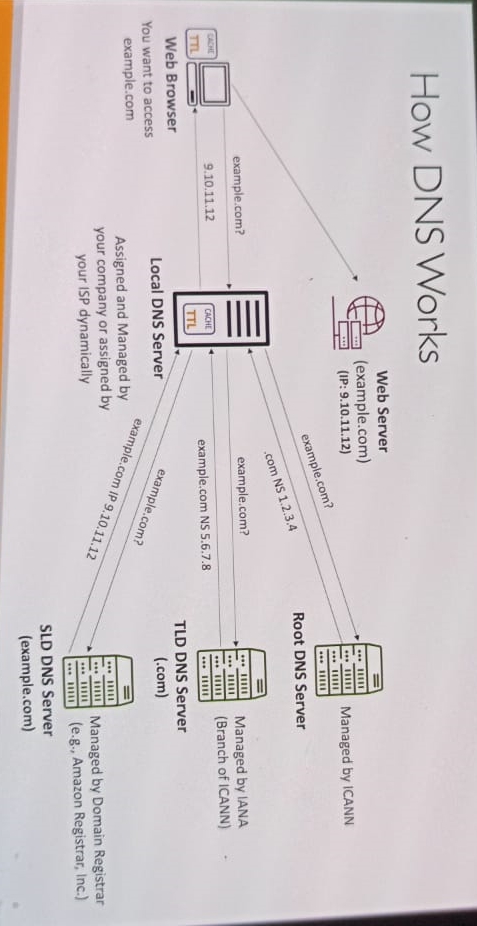 How DNS Works
Web Server
(example.com)
(IP: 9.10.11.12)
example.com?
.com NS 1.2.3.4
Managed by ICANN
Root DNS Server
example.com?
9.10.11.12
CACHE
TTL
Web Browser
You want to access
example.com
CACHE
TTL
Local DNS Server
Assigned and Managed by
your company or assigned by
your ISP dynamically
example.com?
example.com NS 5.6.7.8
Managed by IANA
(Branch of ICANN)
TLD DNS Server
(.com)
example.com?
example.com IP 9.10.11.12
Managed by Domain Registrar
(e.g., Amazon Registrar, Inc.)
SLD DNS Server
(example.com)